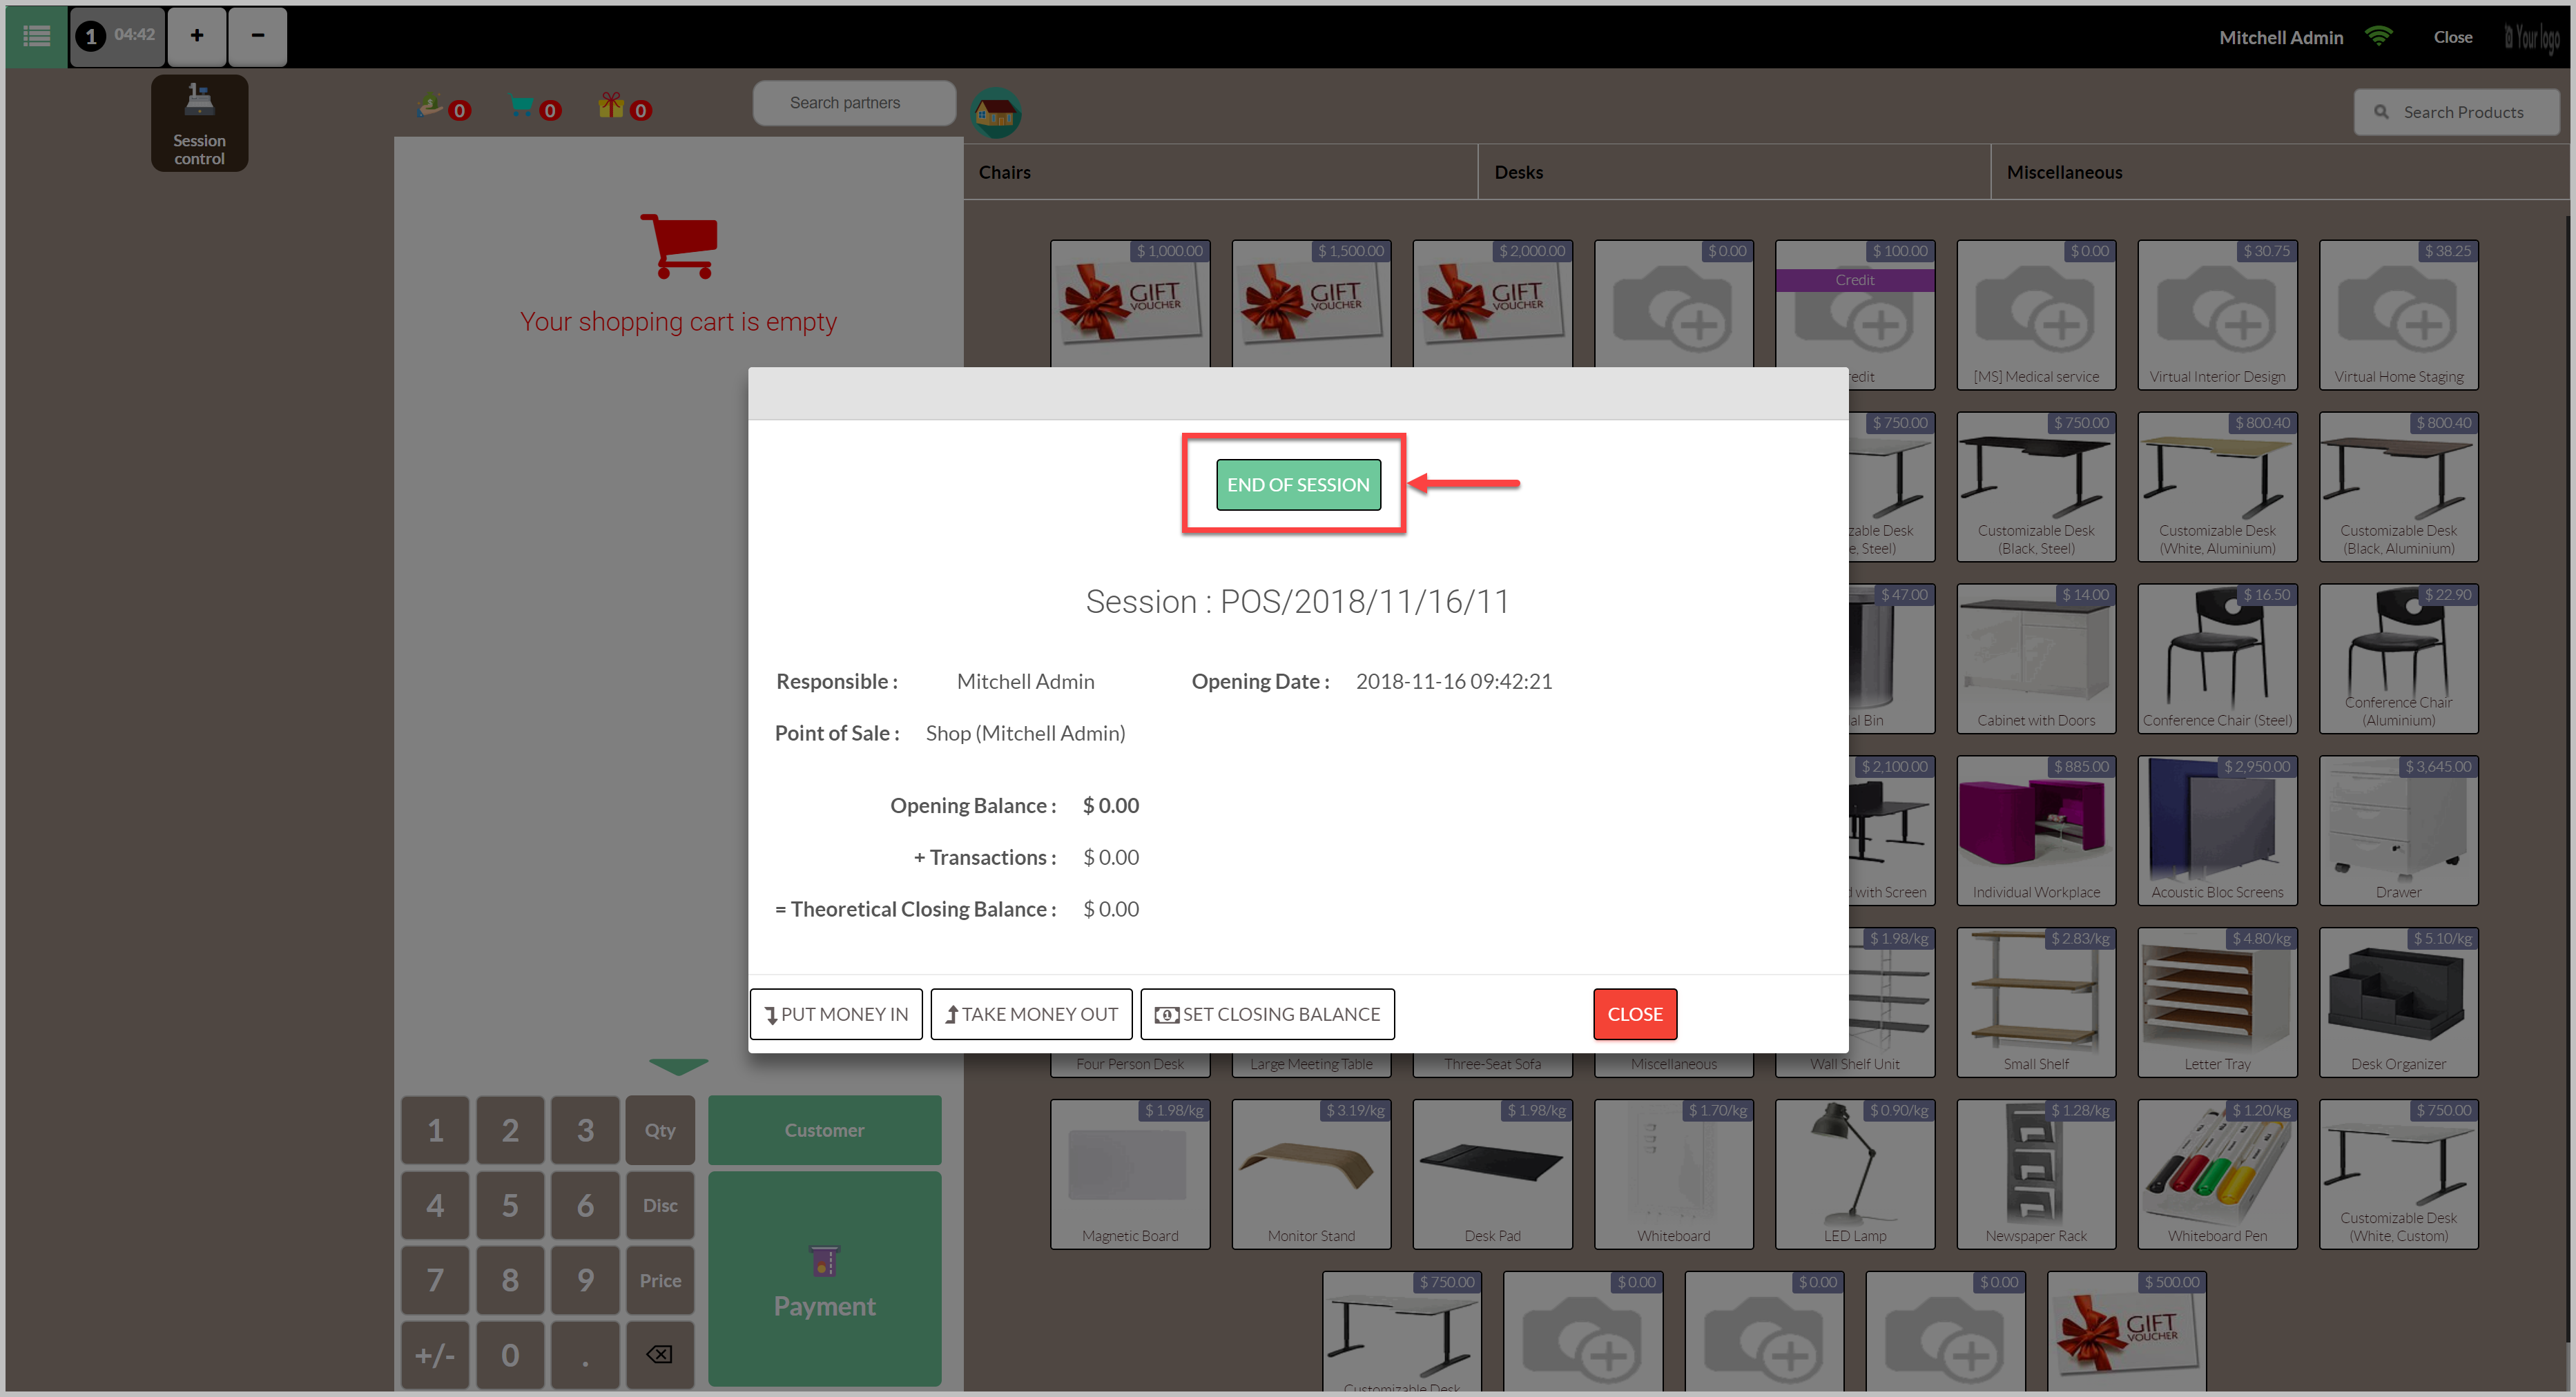 1 04:42 + −
Mitchell Admin Close Your logo
Session
control
0 0 0
Search partners
Search Products
Chairs Desks Miscellaneous
Your shopping cart is empty
$ 1,000.00 $ 1,500.00 $ 2,000.00 $ 0.00 $ 100.00 $ 0.00 $ 30.75 $ 38.25
GIFT VOUCHER GIFT VOUCHER GIFT VOUCHER
Credit
[MS] Medical service Virtual Interior Design Virtual Home Staging
END OF SESSION
Session : POS/2018/11/16/11
Responsible : Mitchell Admin Opening Date : 2018-11-16 09:42:21
Point of Sale : Shop (Mitchell Admin)
Opening Balance : $ 0.00
+ Transactions : $ 0.00
= Theoretical Closing Balance : $ 0.00
PUT MONEY IN TAKE MONEY OUT SET CLOSING BALANCE CLOSE
$ 750.00 $ 750.00 $ 800.40 $ 800.40
Customizable Desk Customizable Desk Customizable Desk
(Black, Steel) (White, Aluminium) (Black, Aluminium)
$ 47.00 $ 14.00 $ 16.50 $ 22.90
Cabinet with Doors Conference Chair (Steel) Conference Chair
(Aluminium)
$ 2,100.00 $ 885.00 $ 2,950.00 $ 3,645.00
with Screen Individual Workplace Acoustic Bloc Screens Drawer
$ 1.98/kg $ 2.83/kg $ 4.80/kg $ 5.10/kg
Four Person Desk Large Meeting Table Three-Seat Sofa Miscellaneous Wall Shelf Unit Small Shelf Letter Tray Desk Organizer
$ 1.98/kg $ 3.19/kg $ 1.98/kg $ 1.70/kg $ 0.90/kg $ 1.28/kg $ 1.20/kg $ 750.00
Magnetic Board Monitor Stand Desk Pad Whiteboard LED Lamp Newspaper Rack Whiteboard Pen Customizable Desk
(White, Custom)
$ 750.00 $ 0.00 $ 0.00 $ 0.00 $ 500.00
GIFT VOUCHER
Customizable Desk
1 2 3 Qty Customer
4 5 6 Disc
7 8 9 Price Payment
+/- 0 .